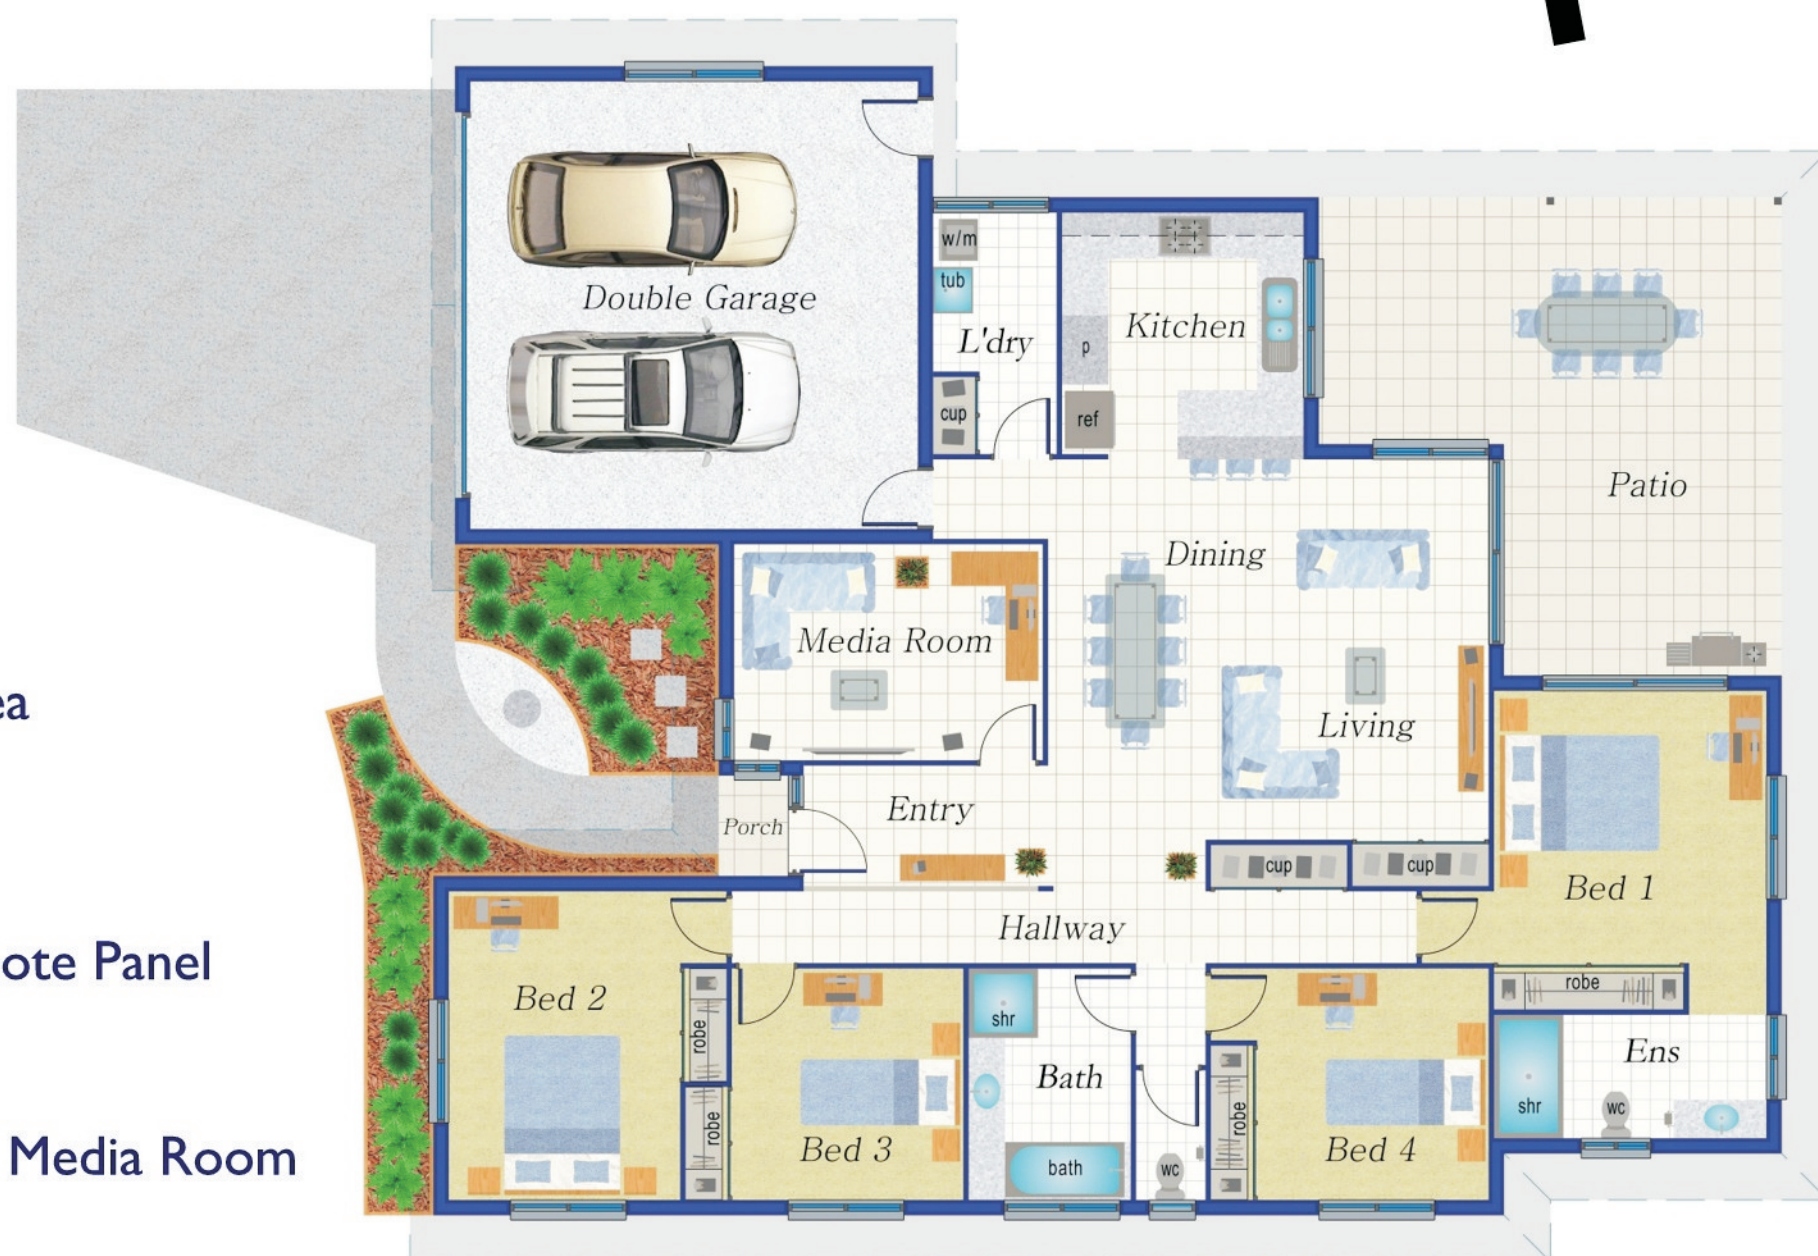 w/m
tub
Double Garage
L'dry
Kitchen
p
cup
ref
Patio
Dining
Media Room
ea
Living
Entry
Porch
cup
cup
Bed 1
Hallway
ote Panel
Bed 2
robe
shr
robe
Bath
Ens
robe
shr
wc
robe
Bed 3
Bed 4
Media Room
bath
wc